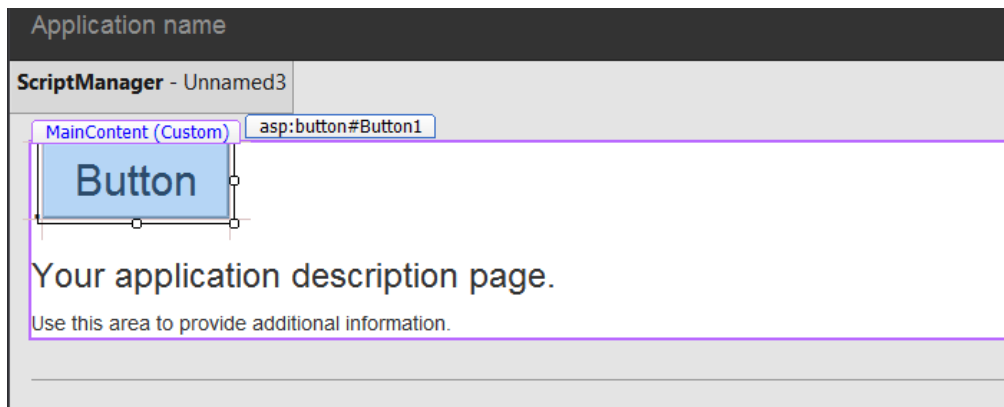 Application name
ScriptManager - Unnamed3
MainContent (Custom) asp:button#Button1
Button
Your application description page.
Use this area to provide additional information.